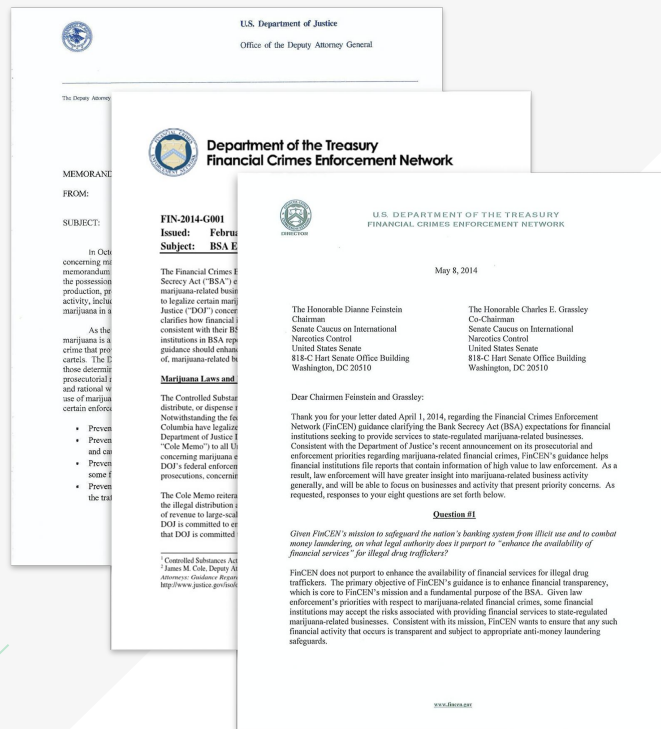 U.S. Department of Justice
Office of the Deputy Attorney General
The Deputy Attorney
MEMORAND
FROM:
SUBJECT:
In Octo
concerning ma
memorandum
the possession
production, pr
activity, includ
marijuana in a
As the
marijuana is a
crime that pro
cartels. The D
those determin
prosecutorial r
and rational w
use of marijua
certain enforc
• Preven
• Preven
and ca
• Preven
some f
• Preven
the traf
Department of the Treasury
Financial Crimes Enforcement Network
FIN-2014-G001
Issued: Februa
Subject: BSA E
The Financial Crimes E
Secrecy Act ("BSA") e
marijuana-related busin
to legalize certain marij
Justice ("DOJ") concer
clarifies how financial i
consistent with their BS
institutions in BSA repo
guidance should enhanc
of, marijuana-related bu
Marijuana Laws and
The Controlled Substan
distribute, or dispense m
Notwithstanding the fed
Columbia have legalize
Department of Justice I
"Cole Memo") to all U
concerning marijuana e
DOJ's federal enforcem
prosecutions, concernin
The Cole Memo reitera
the illegal distribution a
of revenue to large-scal
DOJ is committed to en
that DOJ is committed
1 Controlled Substances Act
2 James M. Cole, Deputy At
Attorneys: Guidance Regard
http://www.justice.gov/iso/o
DIRECTOR
U.S. DEPARTMENT OF THE TREASURY
FINANCIAL CRIMES ENFORCEMENT NETWORK
May 8, 2014
The Honorable Dianne Feinstein
Chairman
Senate Caucus on International
Narcotics Control
United States Senate
818-C Hart Senate Office Building
Washington, DC 20510
The Honorable Charles E. Grassley
Co-Chairman
Senate Caucus on International
Narcotics Control
United States Senate
818-C Hart Senate Office Building
Washington, DC 20510
Dear Chairmen Feinstein and Grassley:
Thank you for your letter dated April 1, 2014, regarding the Financial Crimes Enforcement
Network (FinCEN) guidance clarifying the Bank Secrecy Act (BSA) expectations for financial
institutions seeking to provide services to state-regulated marijuana-related businesses.
Consistent with the Department of Justice's recent announcement on its prosecutorial and
enforcement priorities regarding marijuana-related financial crimes, FinCEN's guidance helps
financial institutions file reports that contain information of high value to law enforcement. As a
result, law enforcement will have greater insight into marijuana-related business activity
generally, and will be able to focus on businesses and activity that present priority concerns. As
requested, responses to your eight questions are set forth below.
Question #1
Given FinCEN's mission to safeguard the nation's banking system from illicit use and to combat
money laundering, on what legal authority does it purport to "enhance the availability of
financial services" for illegal drug traffickers?
FinCEN does not purport to enhance the availability of financial services for illegal drug
traffickers. The primary objective of FinCEN's guidance is to enhance financial transparency,
which is core to FinCEN's mission and a fundamental purpose of the BSA. Given law
enforcement's priorities with respect to marijuana-related financial crimes, some financial
institutions may accept the risks associated with providing financial services to state-regulated
marijuana-related businesses. Consistent with its mission, FinCEN wants to ensure that any such
financial activity that occurs is transparent and subject to appropriate anti-money laundering
safeguards.
www.fincen.gov